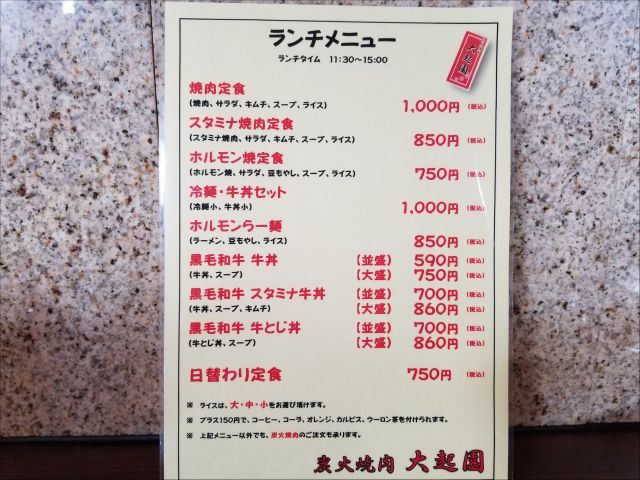 ランチメニュー
大起園
ランチタイム 11:30〜15:00
焼肉定食
(焼肉、サラダ、キムチ、スープ、ライス) 1,000円 (税込)
スタミナ焼肉定食
(スタミナ焼肉、サラダ、キムチ、スープ、ライス) 850円 (税込)
ホルモン焼定食
(ホルモン焼、サラダ、豆もやし、スープ、ライス) 750円 (税込)
冷麺・牛丼セット
(冷麺小、牛丼小) 1,000円 (税込)
ホルモンらー麺
(ラーメン、豆もやし、ライス) 850円 (税込)
黒毛和牛 牛丼 (並盛) 590円 (税込)
(牛丼、スープ) (大盛) 750円 (税込)
黒毛和牛 スタミナ牛丼 (並盛) 700円 (税込)
(牛丼、スープ、キムチ) (大盛) 860円 (税込)
黒毛和牛 牛とじ丼 (並盛) 700円 (税込)
(牛とじ丼、スープ) (大盛) 860円 (税込)
日替わり定食 750円 (税込)
※ ライスは、大・中・小をお選び頂けます。
※ プラス150円で、コーヒー、コーラ、オレンジ、カルピス、ウーロン茶を付けられます。
※ 上記メニュー以外でも、炭火焼肉のご注文も承ります。
炭火焼肉 大起園